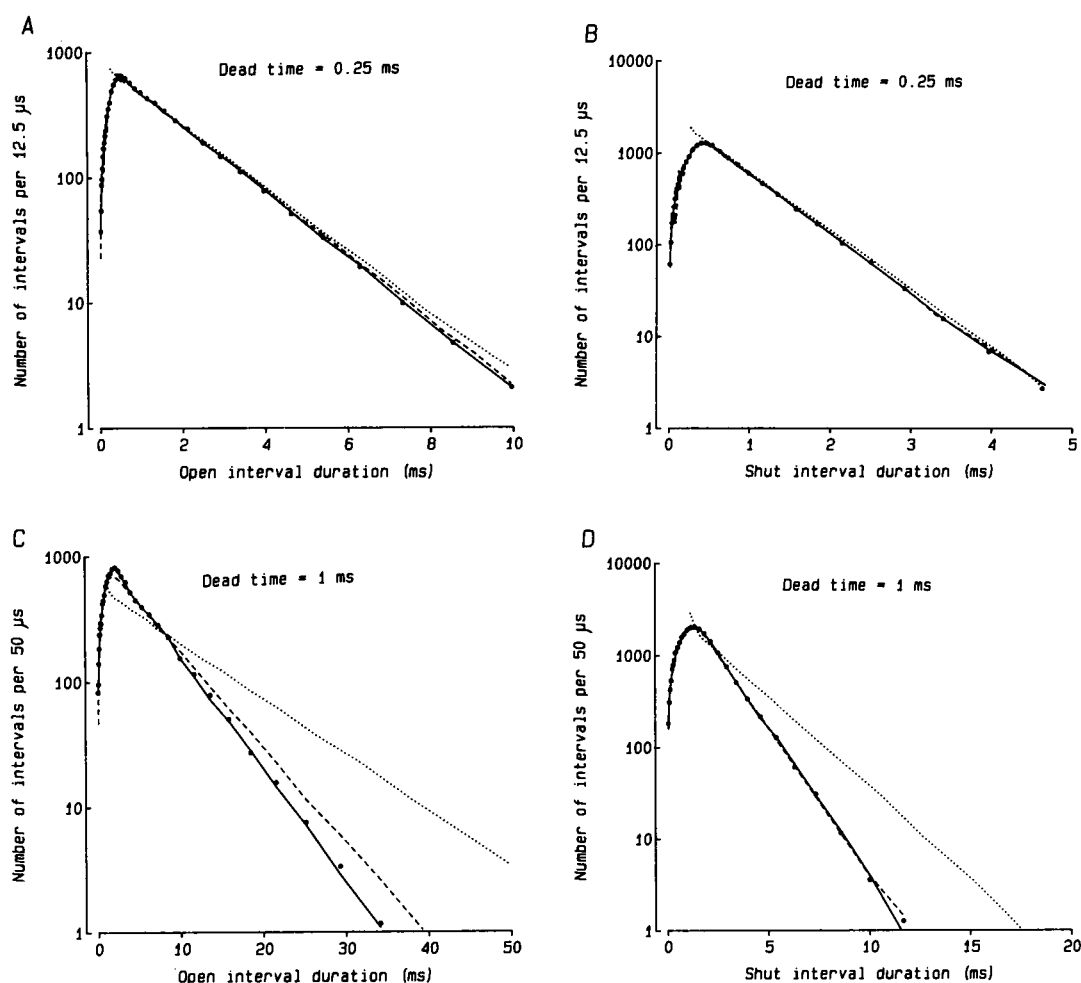 A
Dead time = 0.25 ms
Number of intervals per 12.5 µs
1000
100
10
1
0
2
4
6
8
10
Open interval duration (ms)
B
Dead time = 0.25 ms
Number of intervals per 12.5 µs
10000
1000
100
10
1
0
1
2
3
4
5
Shut interval duration (ms)
C
Dead time = 1 ms
Number of intervals per 50 µs
1000
100
10
1
0
10
20
30
40
50
Open interval duration (ms)
D
Dead time = 1 ms
Number of intervals per 50 µs
10000
1000
100
10
1
0
5
10
15
20
Shut interval duration (ms)